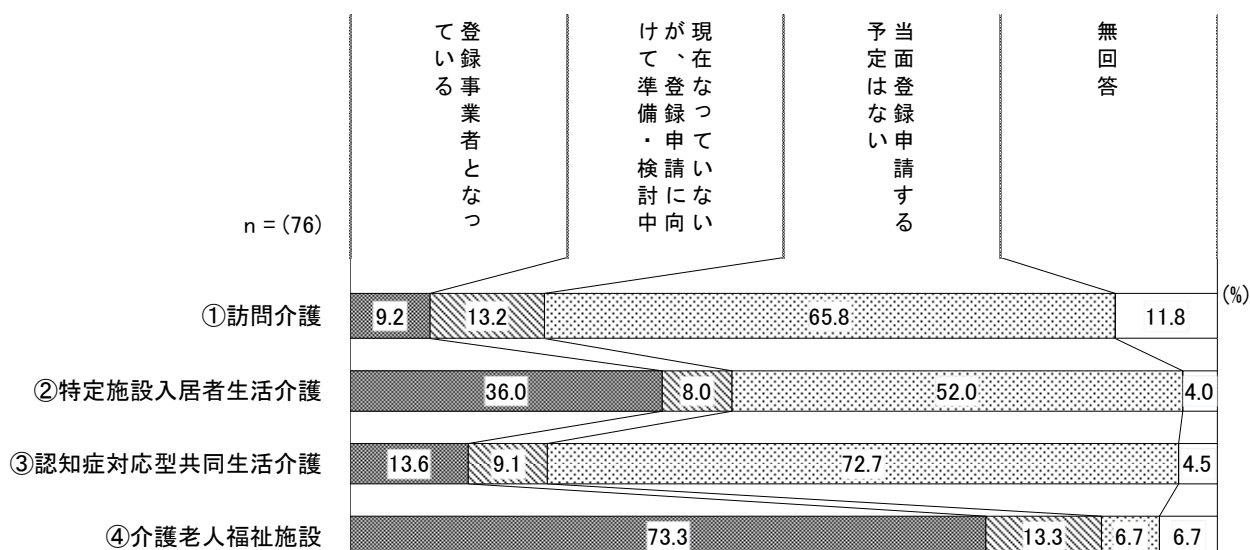 登録事業者となっ
ている
現在なっていない
が、登録申請に向
けて準備・検討中
当面登録申請する
予定はない
無回答
n = (76)
(%)
①訪問介護 9.2 13.2 65.8 11.8
②特定施設入居者生活介護 36.0 8.0 52.0 4.0
③認知症対応型共同生活介護 13.6 9.1 72.7 4.5
④介護老人福祉施設 73.3 13.3 6.7 6.7